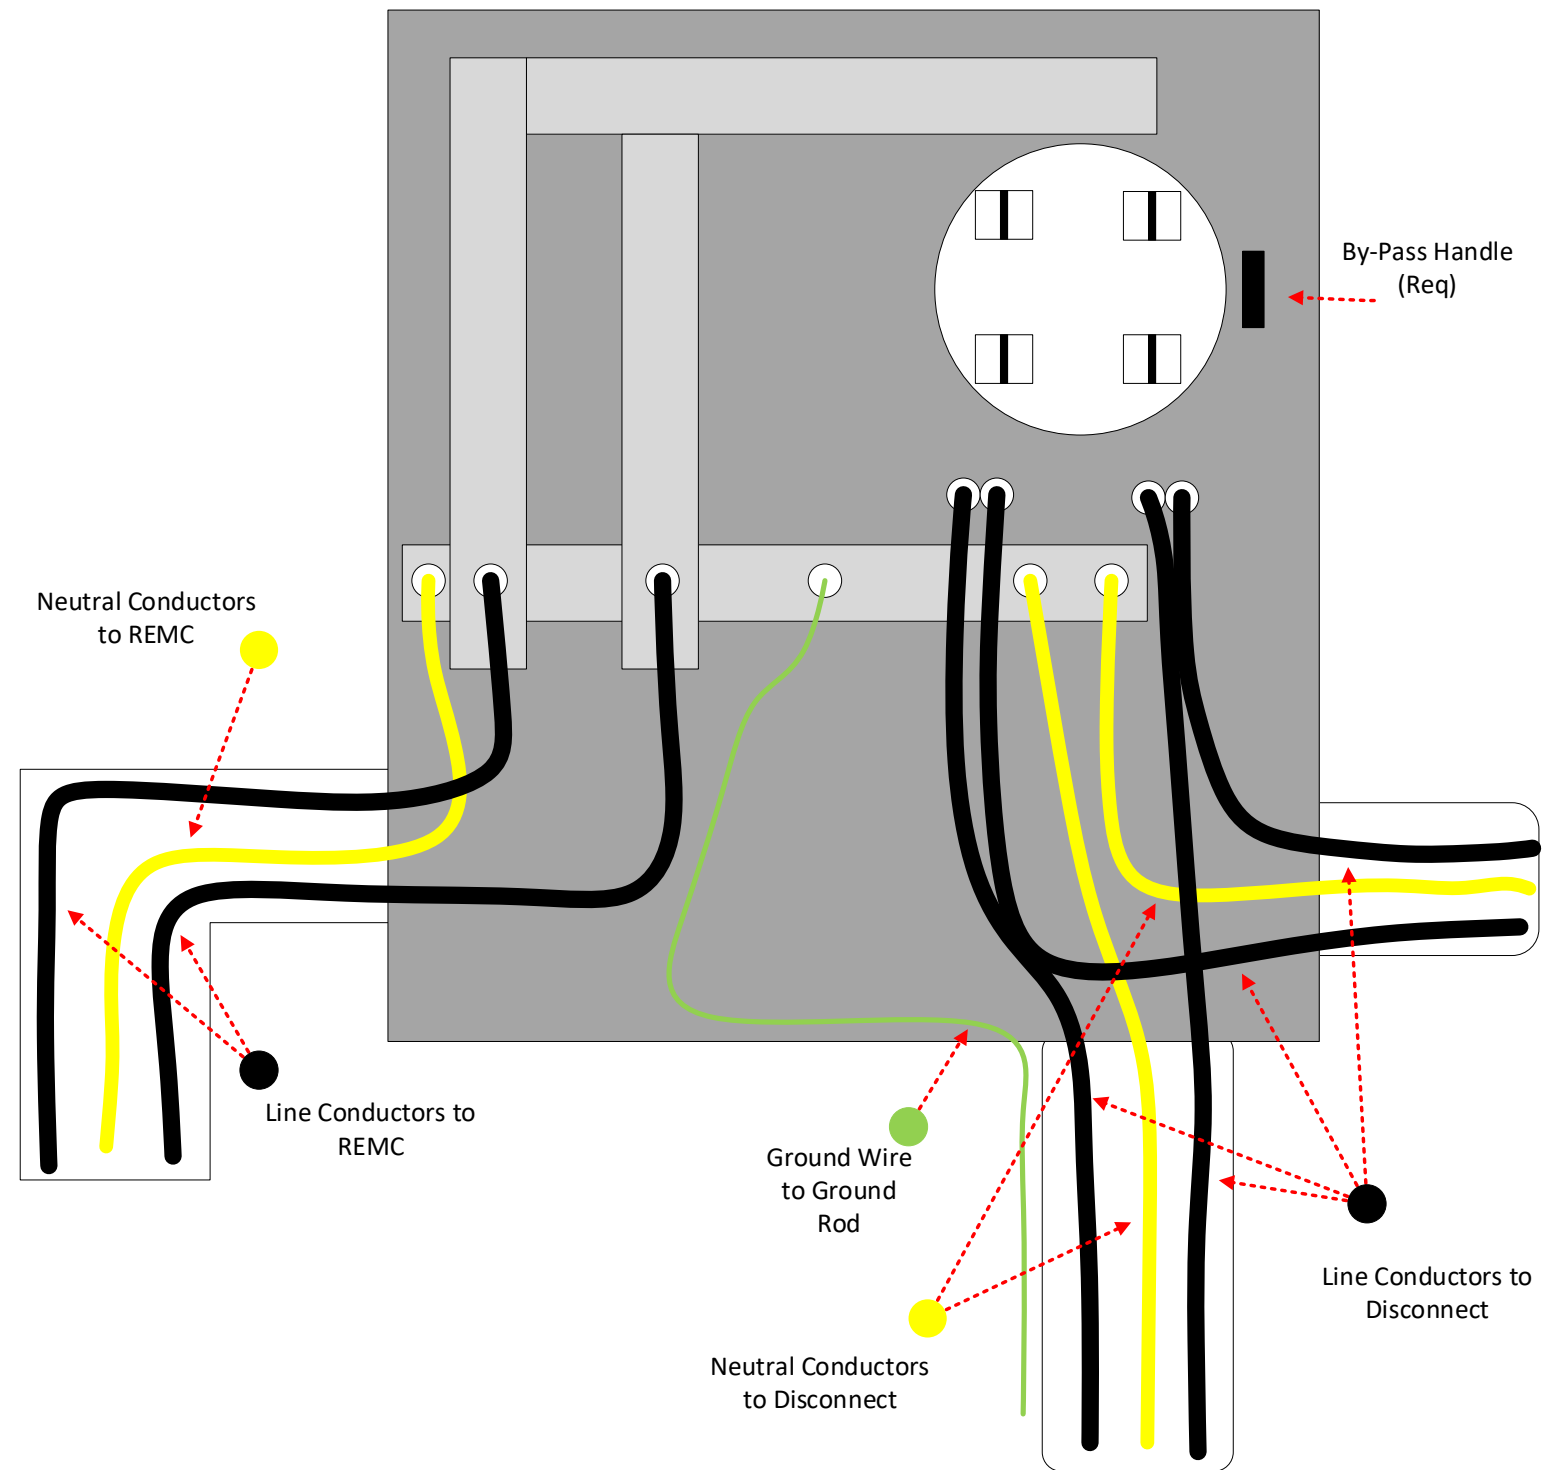 By-Pass Handle
(Req)
Neutral Conductors
to REMC
Line Conductors to
REMC
Ground Wire
to Ground
Rod
Line Conductors to
Disconnect
Neutral Conductors
to Disconnect